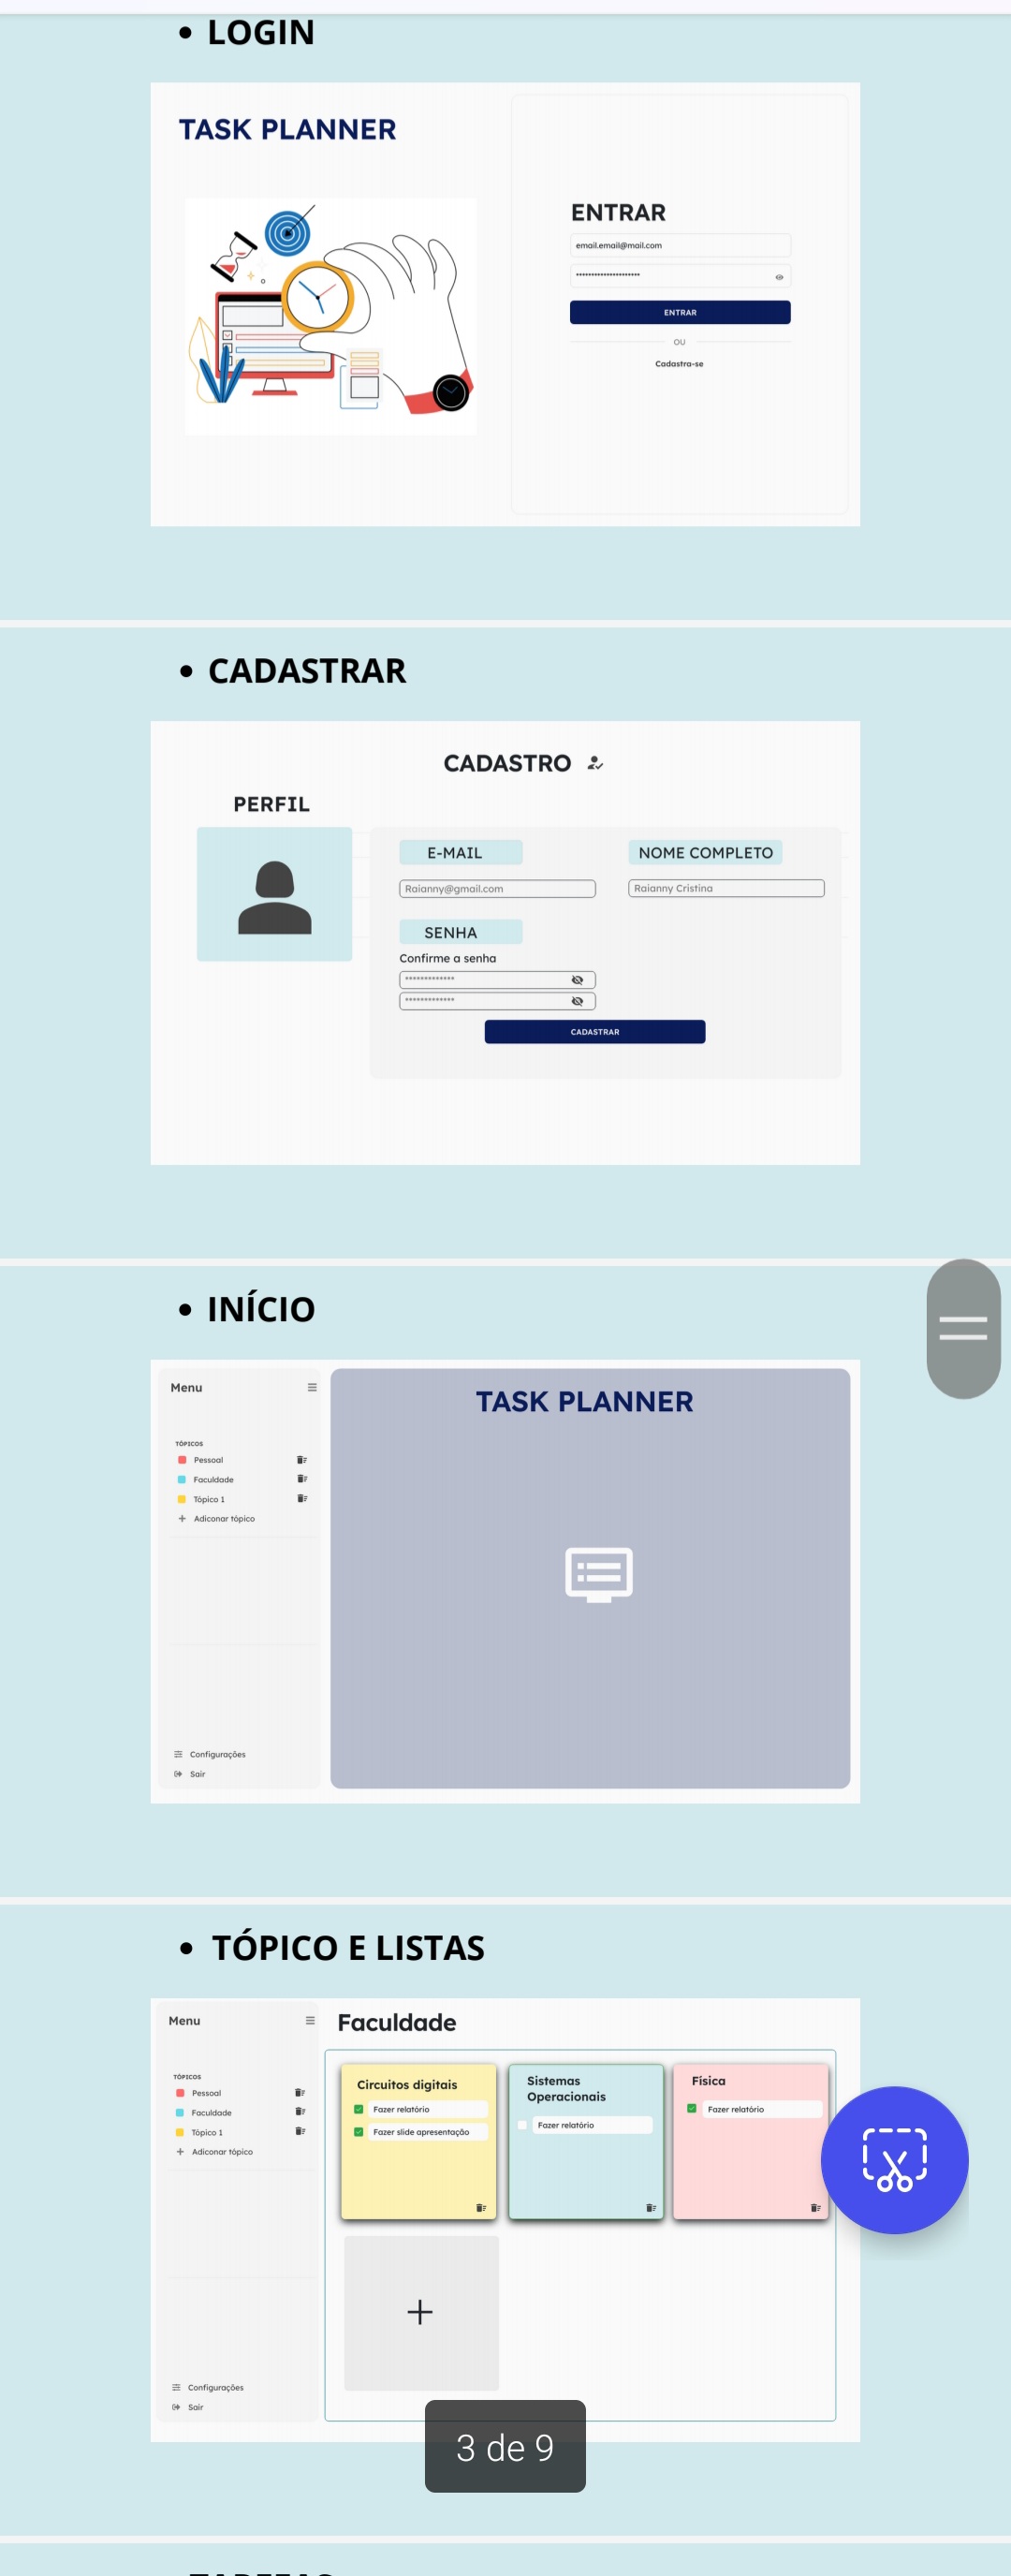 • LOGIN
TASK PLANNER
ENTRAR
email.email@mail.com
*********************
ENTRAR
OU
Cadastra-se
• CADASTRAR
CADASTRO
PERFIL
E-MAIL
NOME COMPLETO
Raianny@gmail.com
Raianny Cristina
SENHA
Confirme a senha
*************
*************
CADASTRAR
• INÍCIO
Menu
TASK PLANNER
TÓPICOS
Pessoal
Faculdade
Tópico 1
+ Adiconar tópico
Configurações
Sair
• TÓPICO E LISTAS
Menu
Faculdade
TÓPICOS
Pessoal
Faculdade
Tópico 1
+ Adiconar tópico
Circuitos digitais
Fazer relatório
Fazer slide apresentação
Sistemas
Operacionais
Fazer relatório
Física
Fazer relatório
+
Configurações
Sair
3 de 9